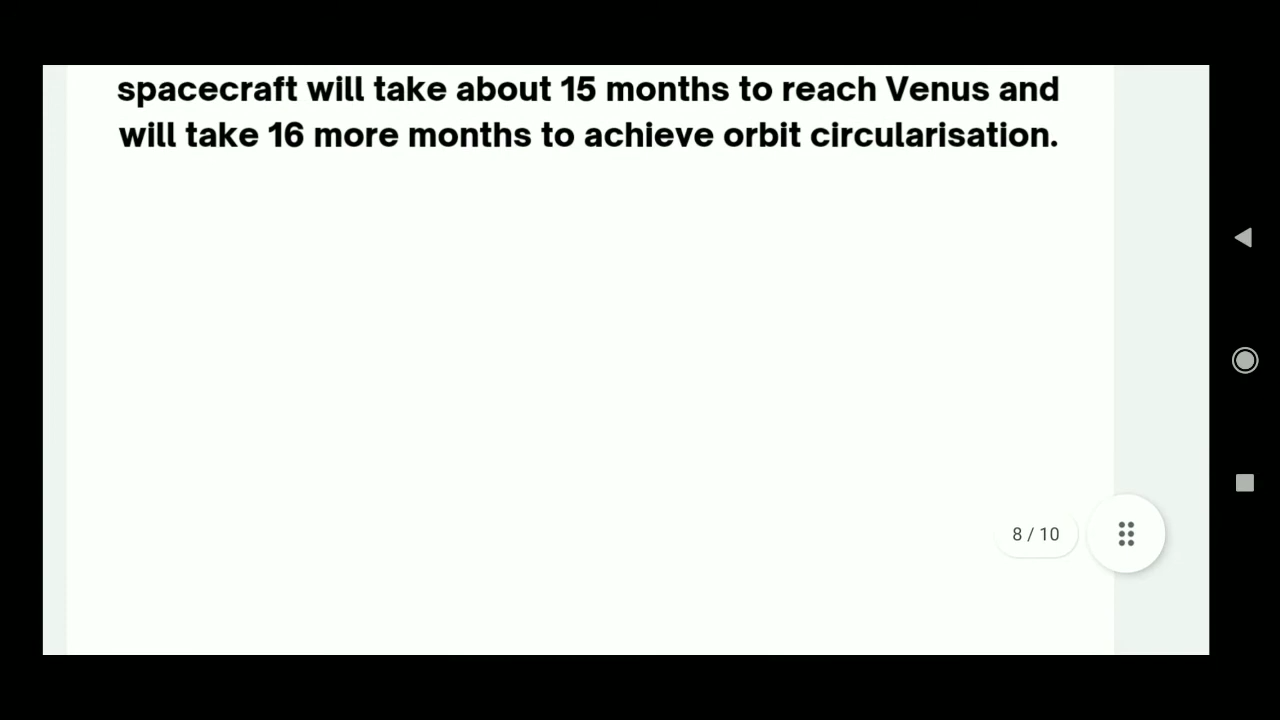 spacecraft will take about 15 months to reach Venus and
will take 16 more months to achieve orbit circularisation.
8 / 10